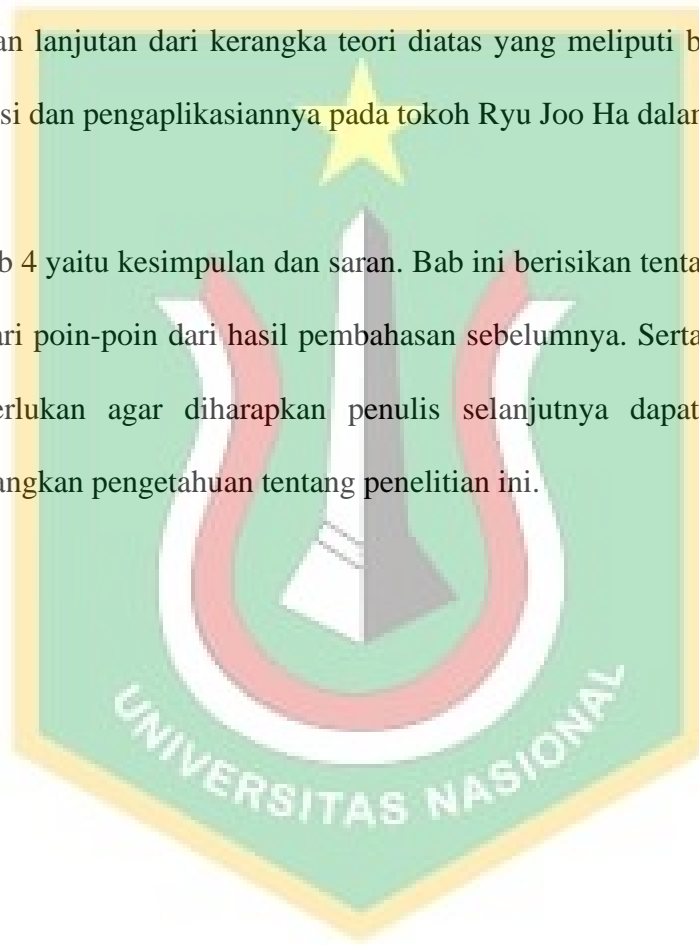 an lanjutan dari kerangka teori diatas yang meliputi b
si dan pengaplikasiannya pada tokoh Ryu Joo Ha dalam
b 4 yaitu kesimpulan dan saran. Bab ini berisikan tenta
ari poin-poin dari hasil pembahasan sebelumnya. Serta
erlukan agar diharapkan penulis selanjutnya dapat
angkan pengetahuan tentang penelitian ini.
UNIVERSITAS NASIONAL